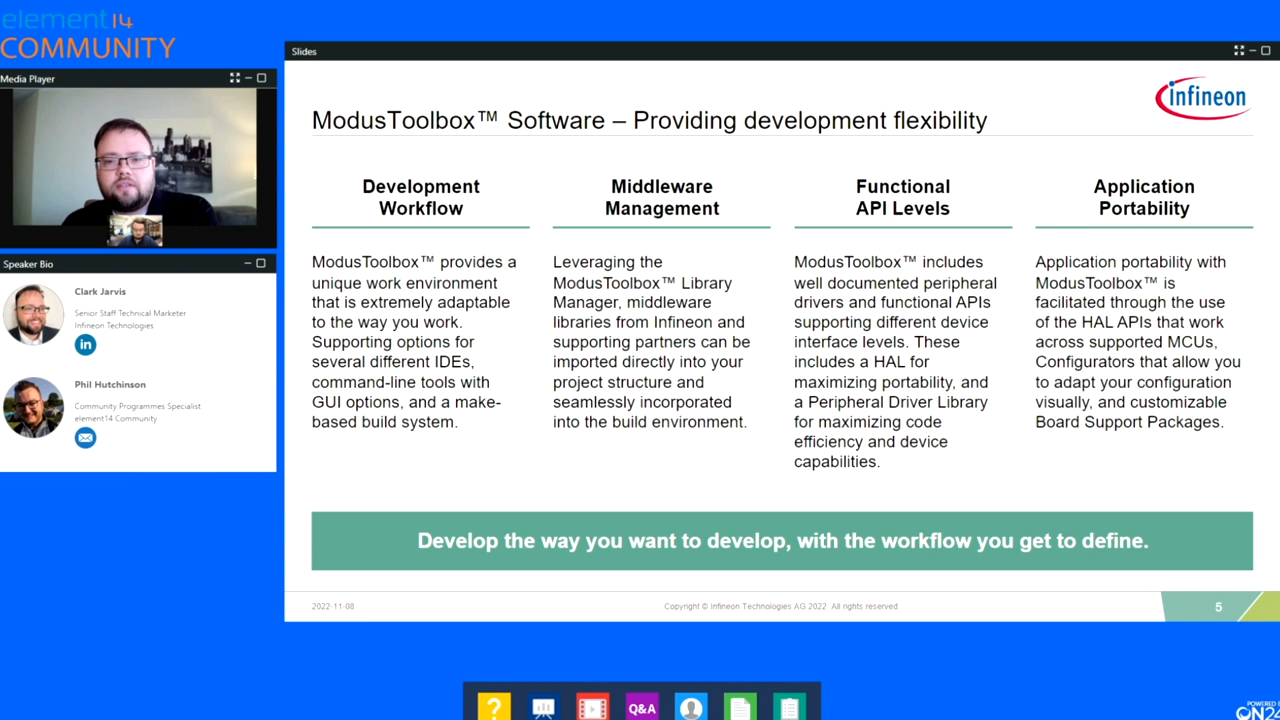 element14
COMMUNITY
Media Player
Speaker Bio
Clark Jarvis
Senior Staff Technical Marketer
Infineon Technologies
in
Phil Hutchinson
Community Programmes Specialist
element14 Community
Slides
infineon
ModusToolbox™ Software – Providing development flexibility
Development
Workflow
ModusToolbox™ provides a
unique work environment
that is extremely adaptable
to the way you work.
Supporting options for
several different IDEs,
command-line tools with
GUI options, and a make-
based build system.
Middleware
Management
Leveraging the
ModusToolbox™ Library
Manager, middleware
libraries from Infineon and
supporting partners can be
imported directly into your
project structure and
seamlessly incorporated
into the build environment.
Functional
API Levels
ModusToolbox™ includes
well documented peripheral
drivers and functional APIs
supporting different device
interface levels. These
includes a HAL for
maximizing portability, and
a Peripheral Driver Library
for maximizing code
efficiency and device
capabilities.
Application
Portability
Application portability with
ModusToolbox™ is
facilitated through the use
of the HAL APIs that work
across supported MCUs,
Configurators that allow you
to adapt your configuration
visually, and customizable
Board Support Packages.
Develop the way you want to develop, with the workflow you get to define.
2022-11-08
Copyright © Infineon Technologies AG 2022 All rights reserved
5
?
Q&A
POWERED
ON24